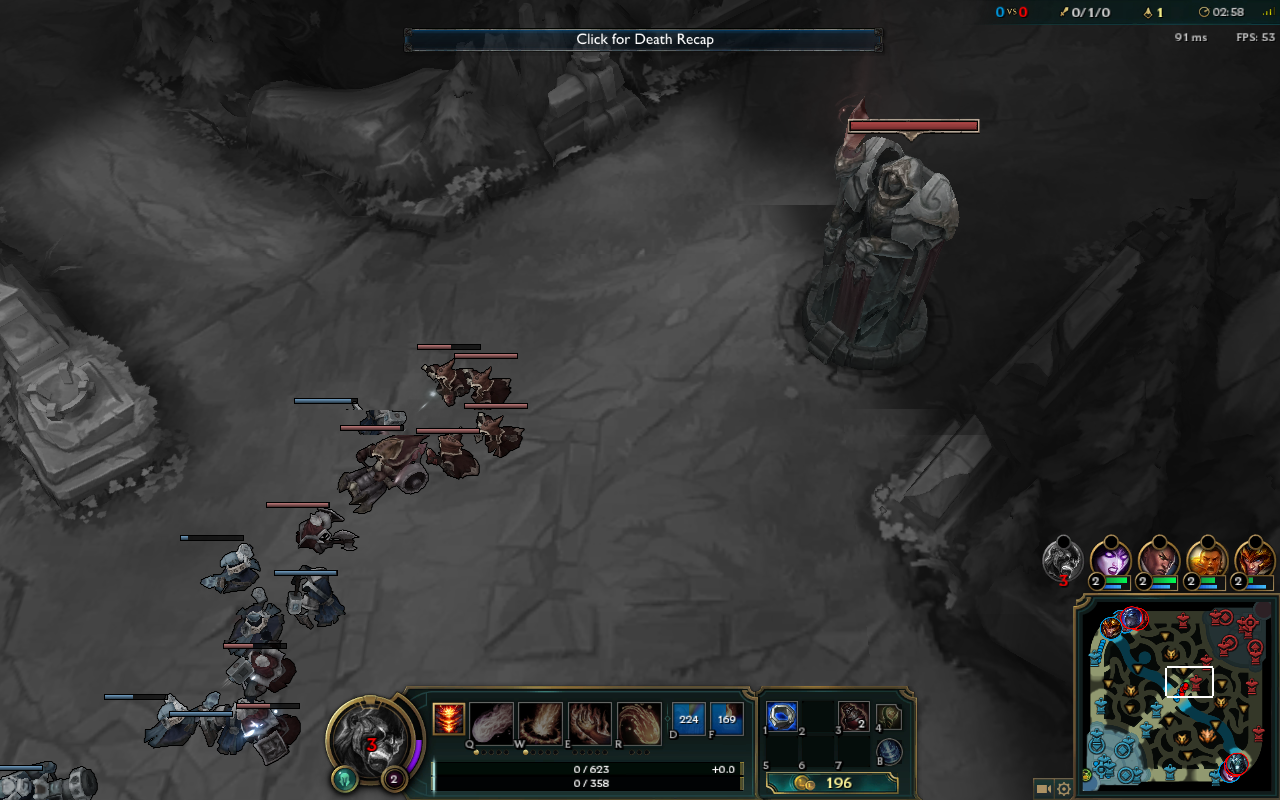 0 vs 0 0/1/0 1 02:58
Click for Death Recap
91 ms FPS: 53
3
2 2 2 2
3
2
Q W E R
224 D
169 F
0 / 623 +0.0
0 / 358
1 2 3 2 4
5 6 7 B
196